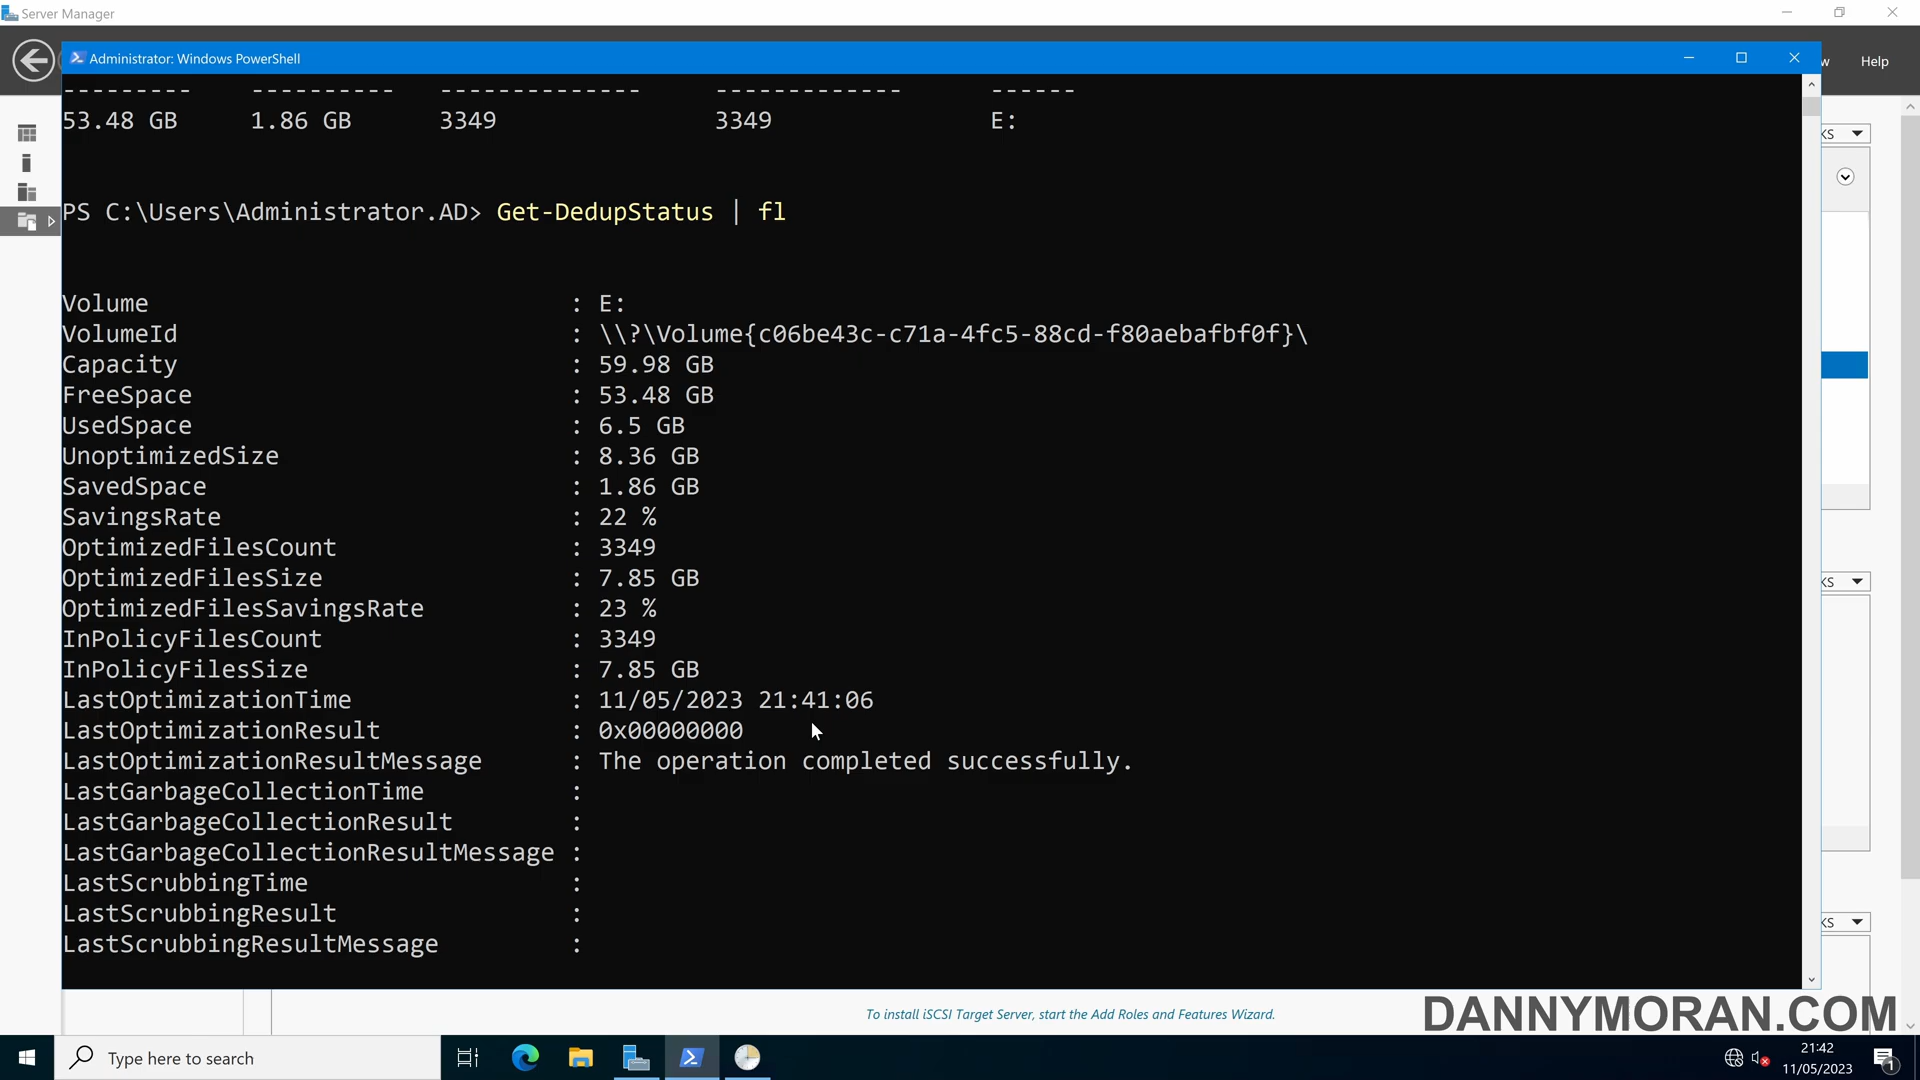 Server Manager
Help
Administrator: Windows PowerShell
w
--------- ---------- -------------- ------------- ------
53.48 GB 1.86 GB 3349 3349 E:
KS
PS C:\Users\Administrator.AD> Get-DedupStatus | fl
Volume : E:
VolumeId : \\?\Volume{c06be43c-c71a-4fc5-88cd-f80aebafbf0f}\
Capacity : 59.98 GB
FreeSpace : 53.48 GB
UsedSpace : 6.5 GB
UnoptimizedSize : 8.36 GB
SavedSpace : 1.86 GB
SavingsRate : 22 %
OptimizedFilesCount : 3349
OptimizedFilesSize : 7.85 GB
KS
OptimizedFilesSavingsRate : 23 %
InPolicyFilesCount : 3349
InPolicyFilesSize : 7.85 GB
LastOptimizationTime : 11/05/2023 21:41:06
LastOptimizationResult : 0x00000000
LastOptimizationResultMessage : The operation completed successfully.
LastGarbageCollectionTime :
LastGarbageCollectionResult :
LastGarbageCollectionResultMessage :
LastScrubbingTime :
LastScrubbingResult :
KS
LastScrubbingResultMessage :
To install iSCSI Target Server, start the Add Roles and Features Wizard.
DANNYMORAN.COM
Type here to search
21:42
11/05/2023
1